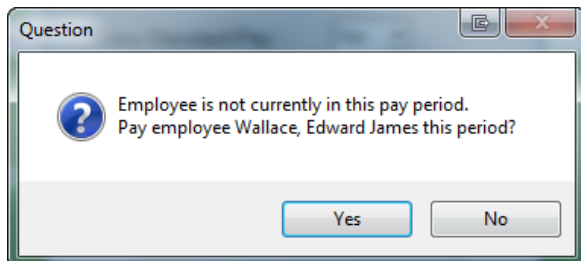 Question
Employee is not currently in this pay period.
Pay employee Wallace, Edward James this period?
Yes
No